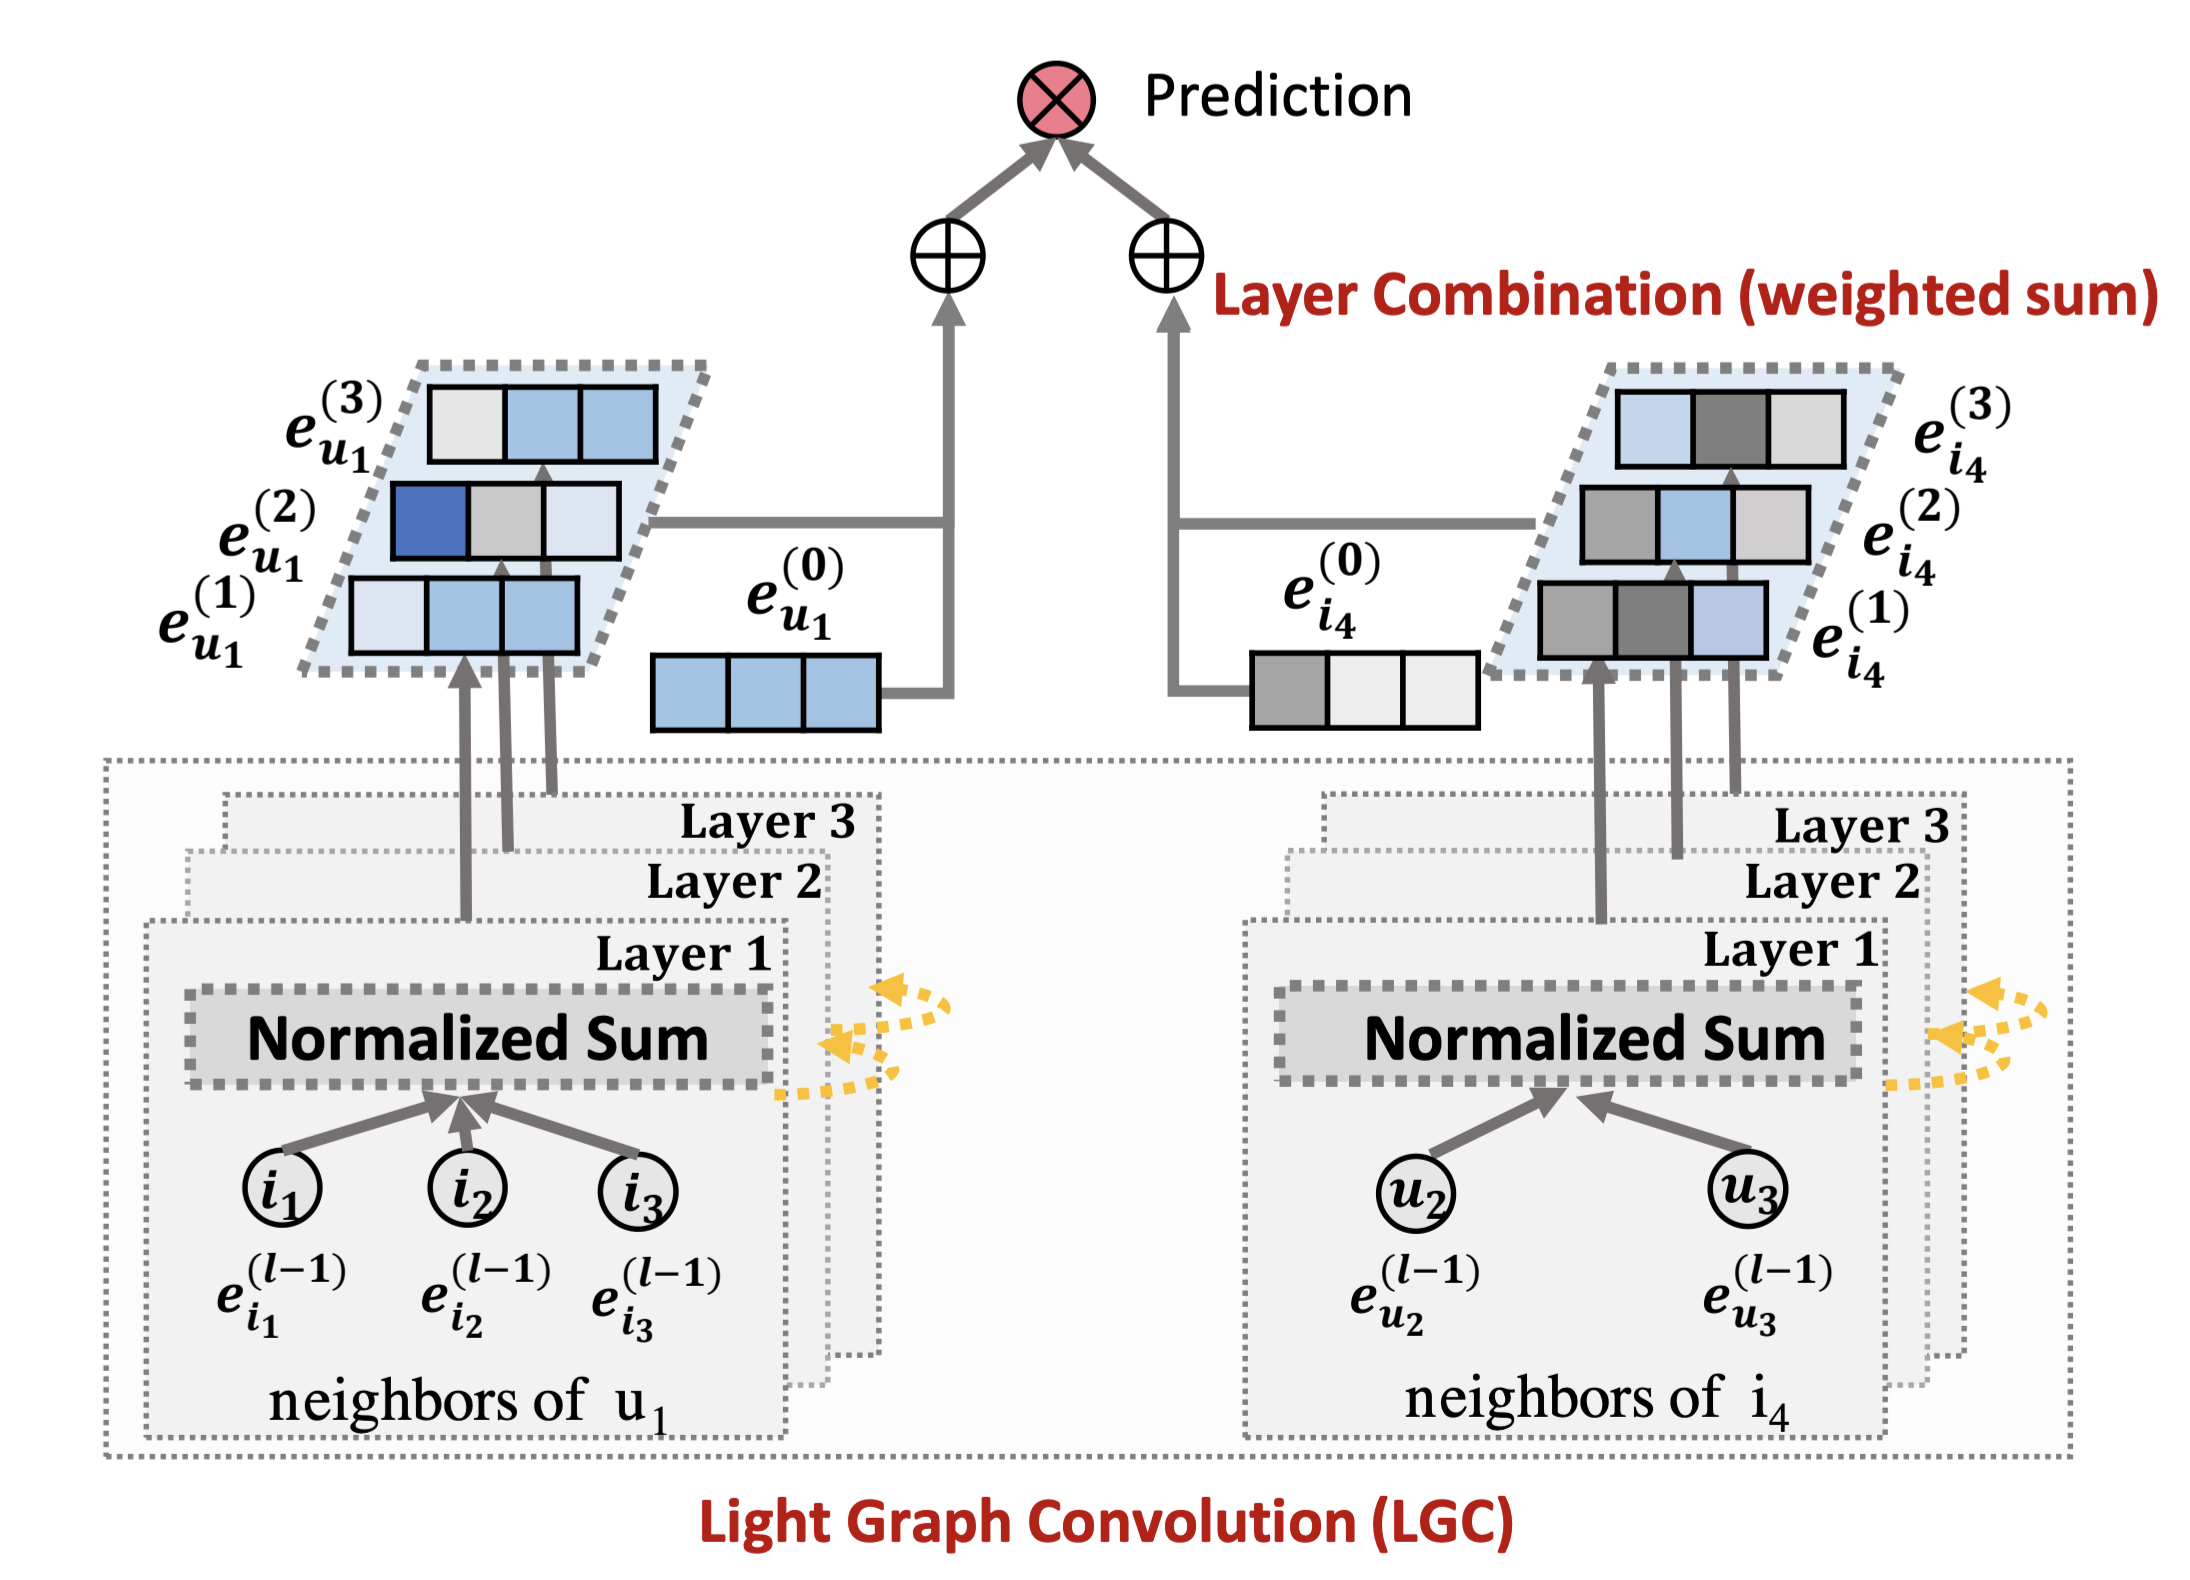 Prediction
Layer Combination (weighted sum)
e_{u_1}^{(3)}
e_{u_1}^{(2)}
e_{u_1}^{(1)}
e_{u_1}^{(0)}
e_{i_4}^{(0)}
e_{i_4}^{(3)}
e_{i_4}^{(2)}
e_{i_4}^{(1)}
Layer 3
Layer 2
Layer 1
Normalized Sum
i_1 i_2 i_3
e_{i_1}^{(l-1)} e_{i_2}^{(l-1)} e_{i_3}^{(l-1)}
neighbors of u_1
Layer 3
Layer 2
Layer 1
Normalized Sum
u_2 u_3
e_{u_2}^{(l-1)} e_{u_3}^{(l-1)}
neighbors of i_4
Light Graph Convolution (LGC)